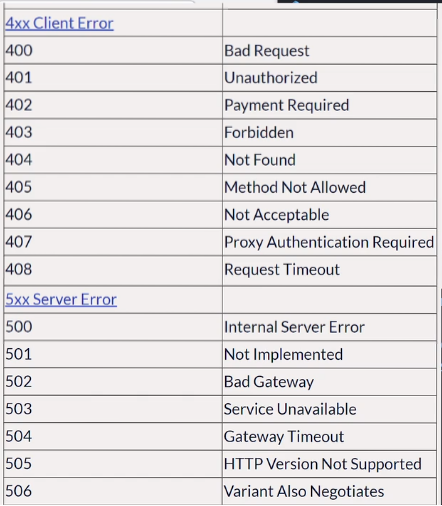 4xx Client Error
400 Bad Request
401 Unauthorized
402 Payment Required
403 Forbidden
404 Not Found
405 Method Not Allowed
406 Not Acceptable
407 Proxy Authentication Required
408 Request Timeout
5xx Server Error
500 Internal Server Error
501 Not Implemented
502 Bad Gateway
503 Service Unavailable
504 Gateway Timeout
505 HTTP Version Not Supported
506 Variant Also Negotiates